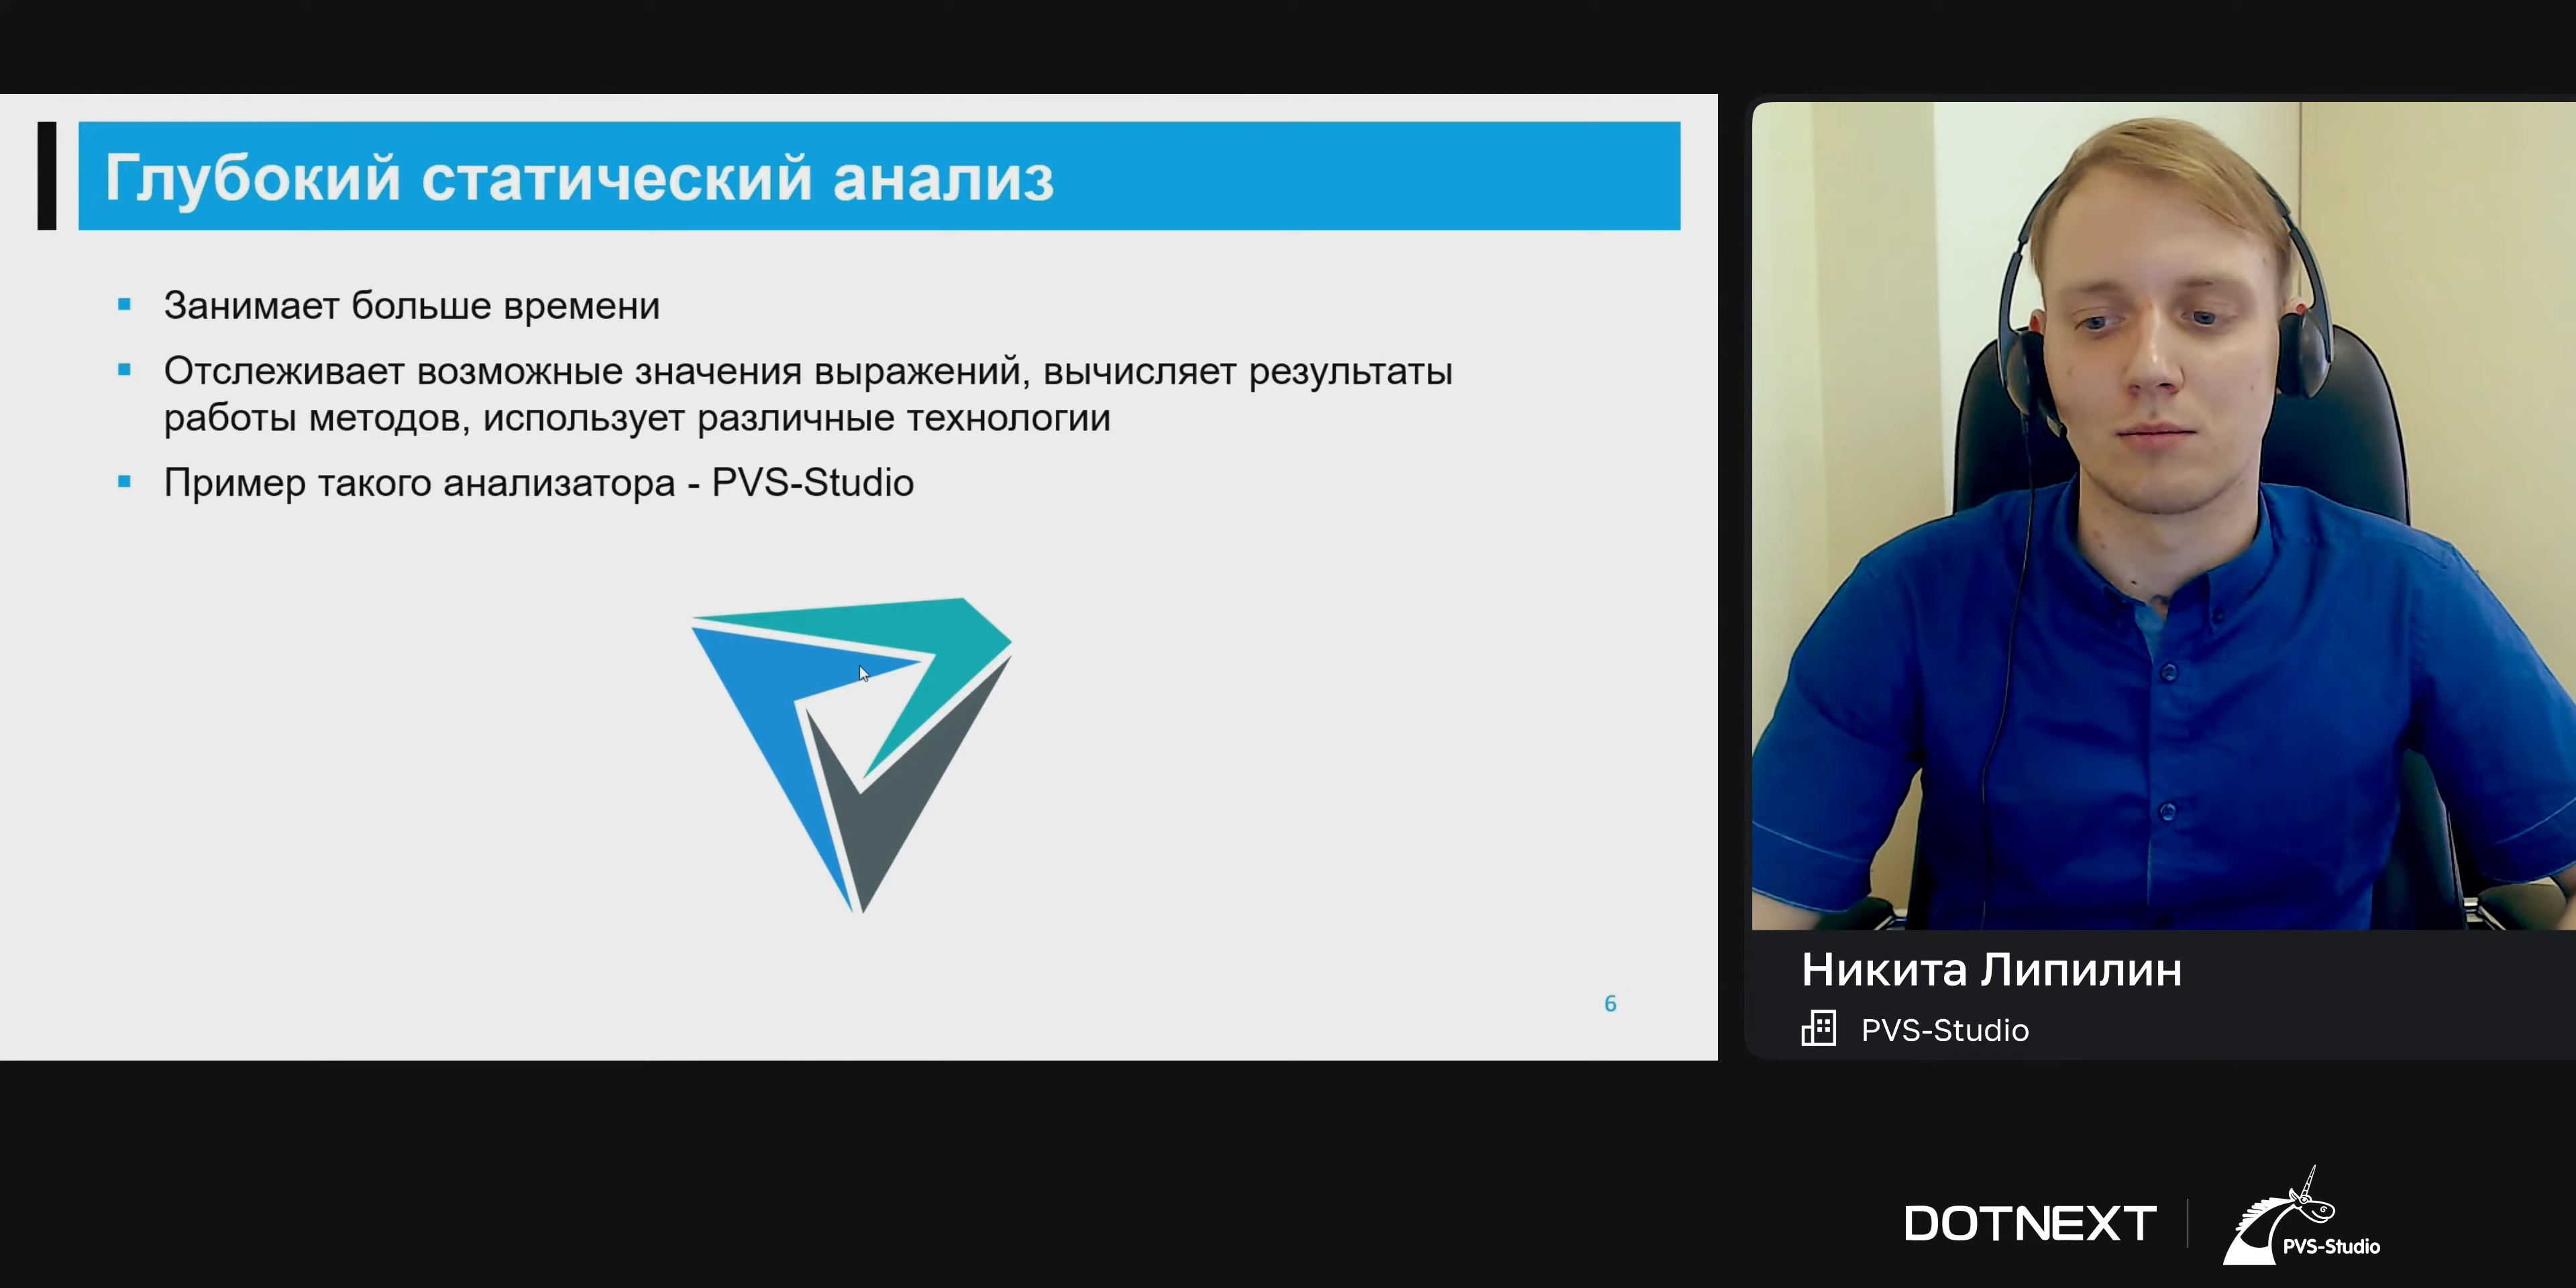 Глубокий статический анализ
Занимает больше времени
Отслеживает возможные значения выражений, вычисляет результаты
работы методов, использует различные технологии
Пример такого анализатора - PVS-Studio
6
Никита Липилин
PVS-Studio
DOTNEXT
PVS-Studio